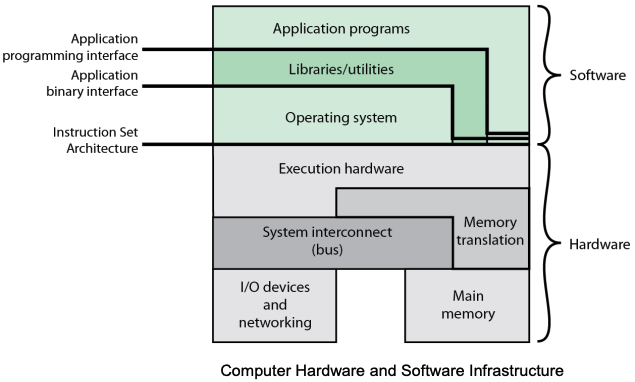 Application
programming interface
Application
binary interface
Instruction Set
Architecture
Application programs
Libraries/utilities
Operating system
Software
Execution hardware
Memory
translation
System interconnect
(bus)
Hardware
I/O devices
and
networking
Main
memory
Computer Hardware and Software Infrastructure